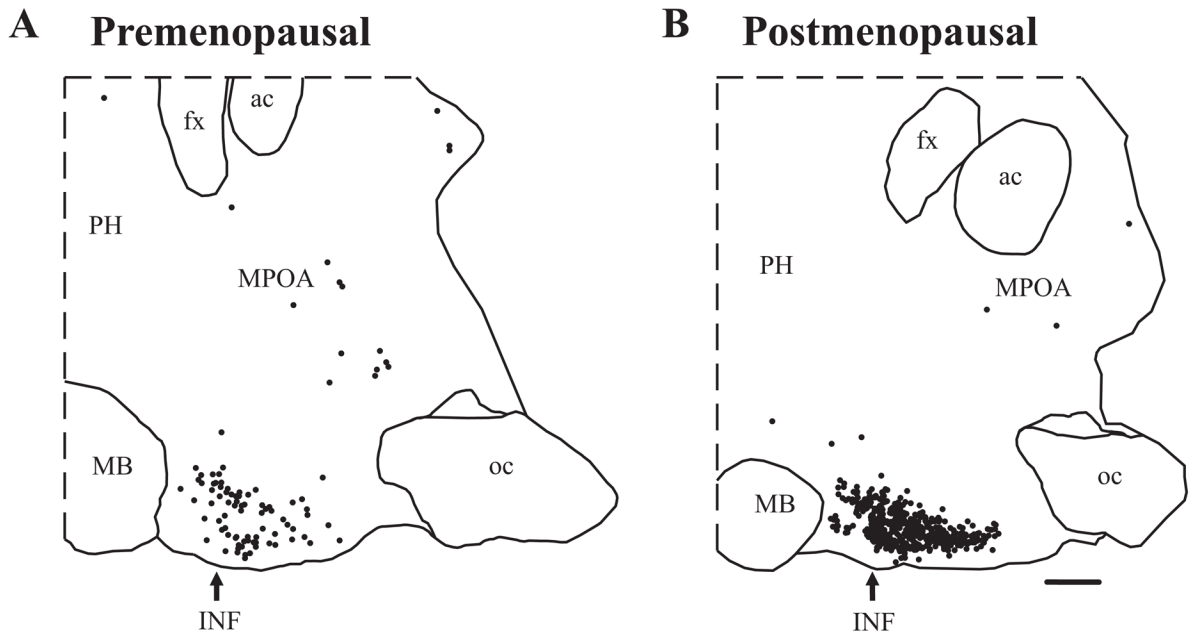 A Premenopausal
fx
ac
PH
MPOA
MB
oc
INF
B Postmenopausal
fx
ac
PH
MPOA
MB
oc
INF